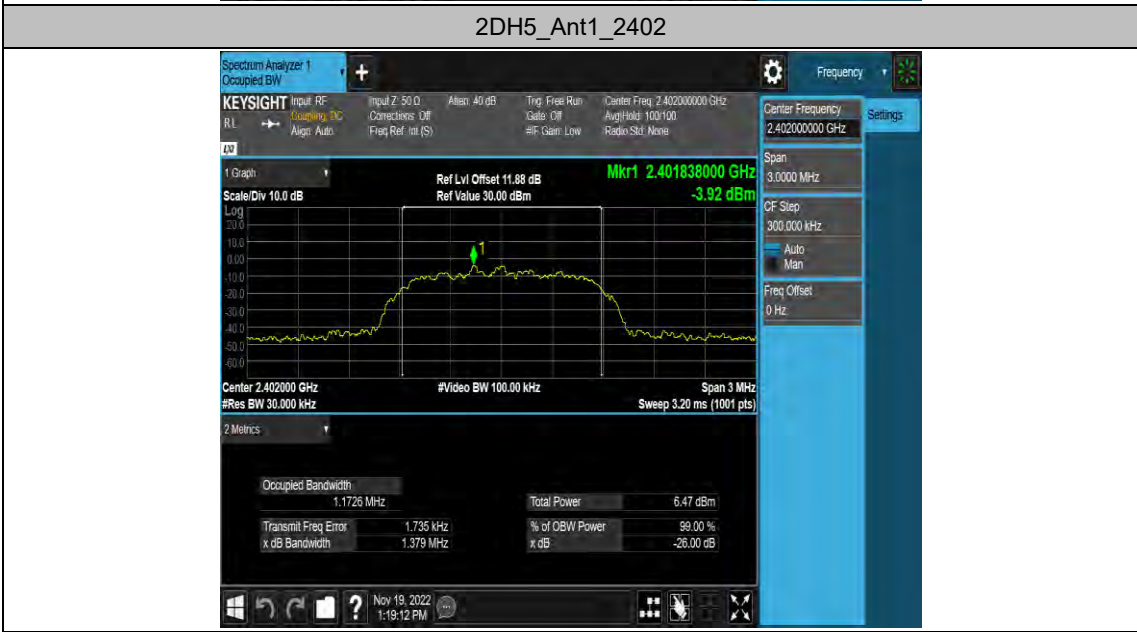 2DH5_Ant1_2402
Spectrum Analyzer 1
Occupied BW
Frequency
KEYSIGHT Input: RF Input Z: 50 Ω Atten: 40 dB Trig: Free Run Center Freq: 2.402000000 GHz
RL Coupling: DC Corrections: Off Gate: Off Avg|Hold: 100/100
Align: Auto Freq Ref: Int (S) #IF Gain: Low Radio Std: None
LXI
1 Graph
Ref Lvl Offset 11.88 dB
Mkr1 2.401838000 GHz
Scale/Div 10.0 dB
Ref Value 30.00 dBm
-3.92 dBm
Log
20.0
10.0
0.00
-10.0
-20.0
-30.0
-40.0
-50.0
-60.0
1
Center 2.402000 GHz #Video BW 100.00 kHz Span 3 MHz
#Res BW 30.000 kHz Sweep 3.20 ms (1001 pts)
2 Metrics
Occupied Bandwidth
1.1726 MHz
Total Power 6.47 dBm
Transmit Freq Error 1.735 kHz % of OBW Power 99.00 %
x dB Bandwidth 1.379 MHz x dB -26.00 dB
Center Frequency
2.402000000 GHz
Settings
Span
3.0000 MHz
CF Step
300.000 kHz
Auto
Man
Freq Offset
0 Hz
?
Nov 19, 2022
1:19:12 PM